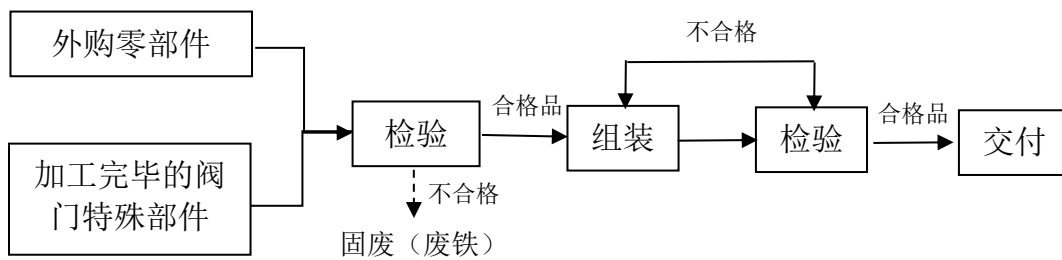 外购零部件
不合格
合格品
合格品
检验
组装
检验
交付
加工完毕的阀
门特殊部件
不合格
固废（废铁）